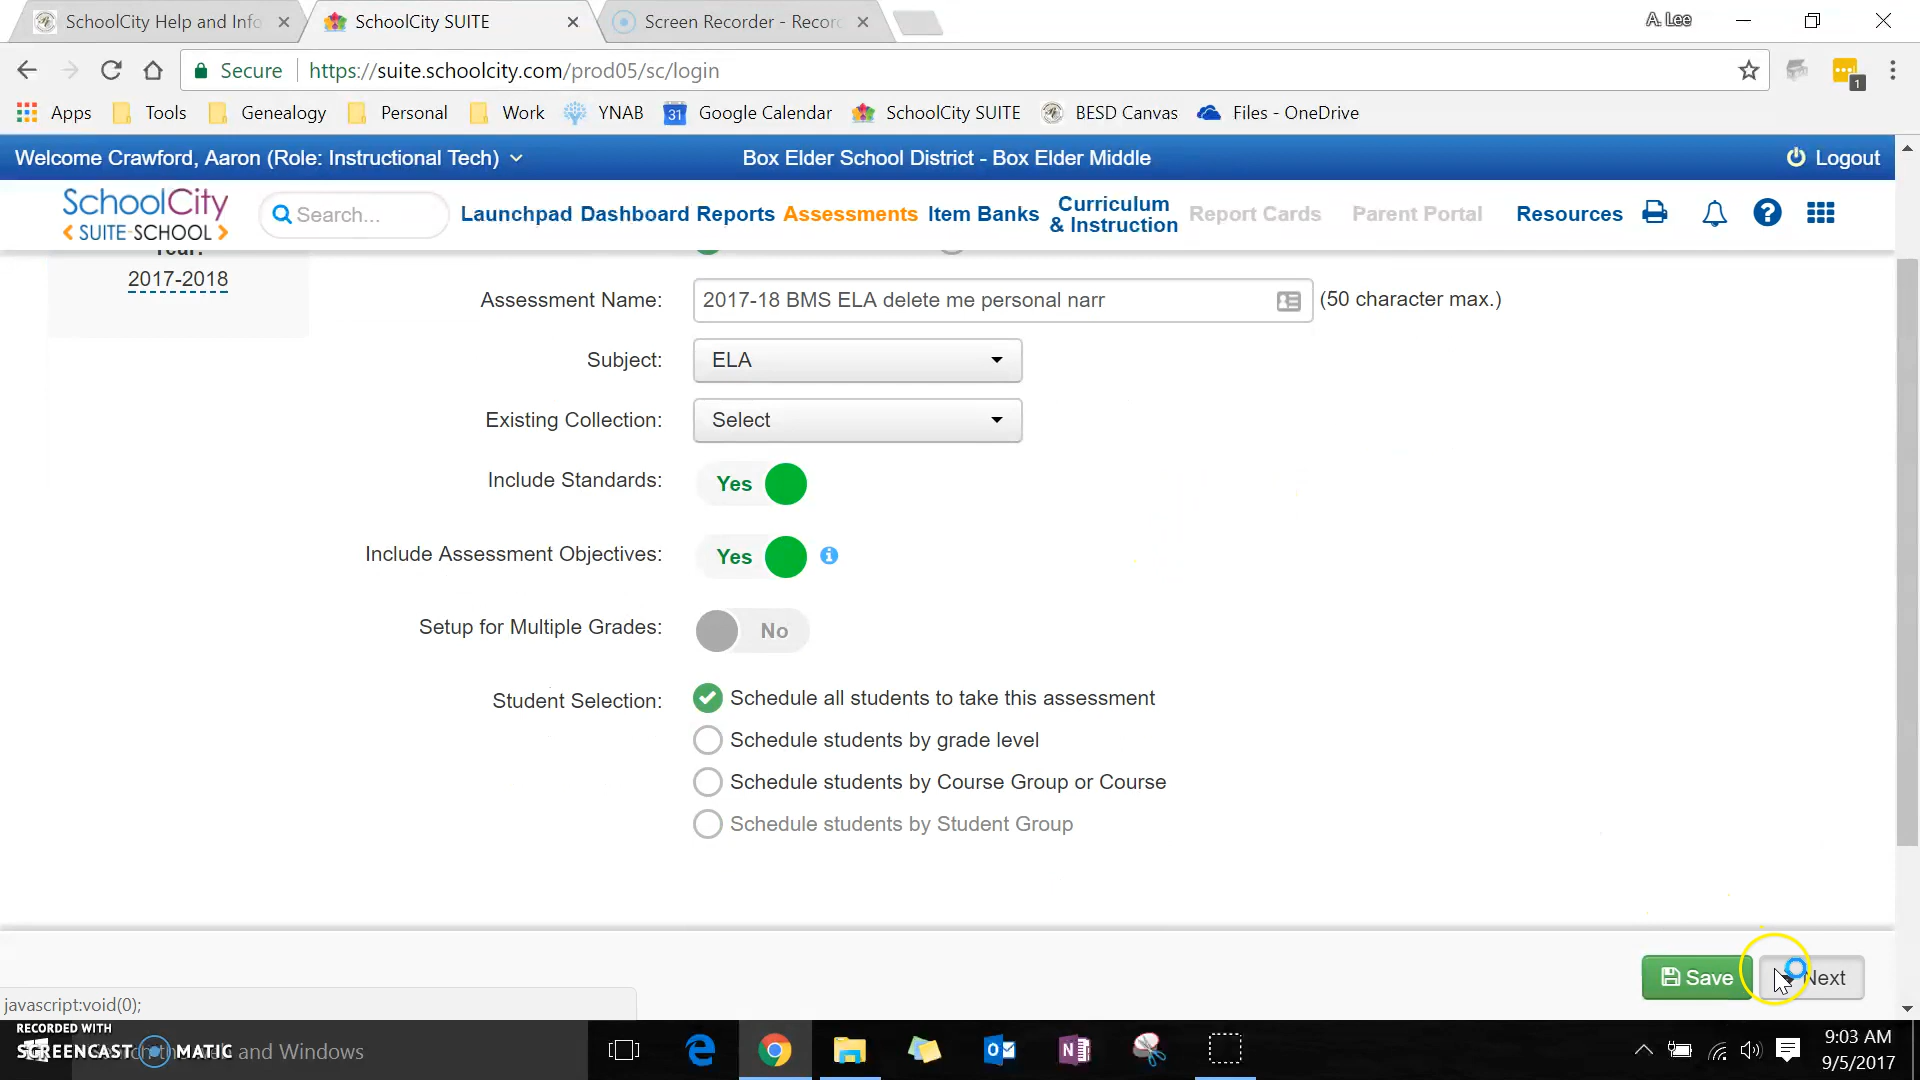 SchoolCity Help and Info
SchoolCity SUITE
Screen Recorder - Record
A. Lee
Secure
https://suite.schoolcity.com/prod05/sc/login
1
Apps
Tools
Genealogy
Personal
Work
YNAB
31
Google Calendar
SchoolCity SUITE
BESD Canvas
Files - OneDrive
Welcome Crawford, Aaron (Role: Instructional Tech)
Box Elder School District - Box Elder Middle
Logout
SchoolCity
SUITE-SCHOOL
Search...
Launchpad
Dashboard
Reports
Assessments
Item Banks
Curriculum
& Instruction
Report Cards
Parent Portal
Resources
Year:
2017-2018
Assessment Name:
2017-18 BMS ELA delete me personal narr
(50 character max.)
Subject:
ELA
Existing Collection:
Select
Include Standards:
Yes
Include Assessment Objectives:
Yes
Setup for Multiple Grades:
No
Student Selection:
Schedule all students to take this assessment
Schedule students by grade level
Schedule students by Course Group or Course
Schedule students by Student Group
Save
Next
javascript:void(0);
RECORDED WITH
SCREENCAST MATIC
and Windows
9:03 AM
9/5/2017